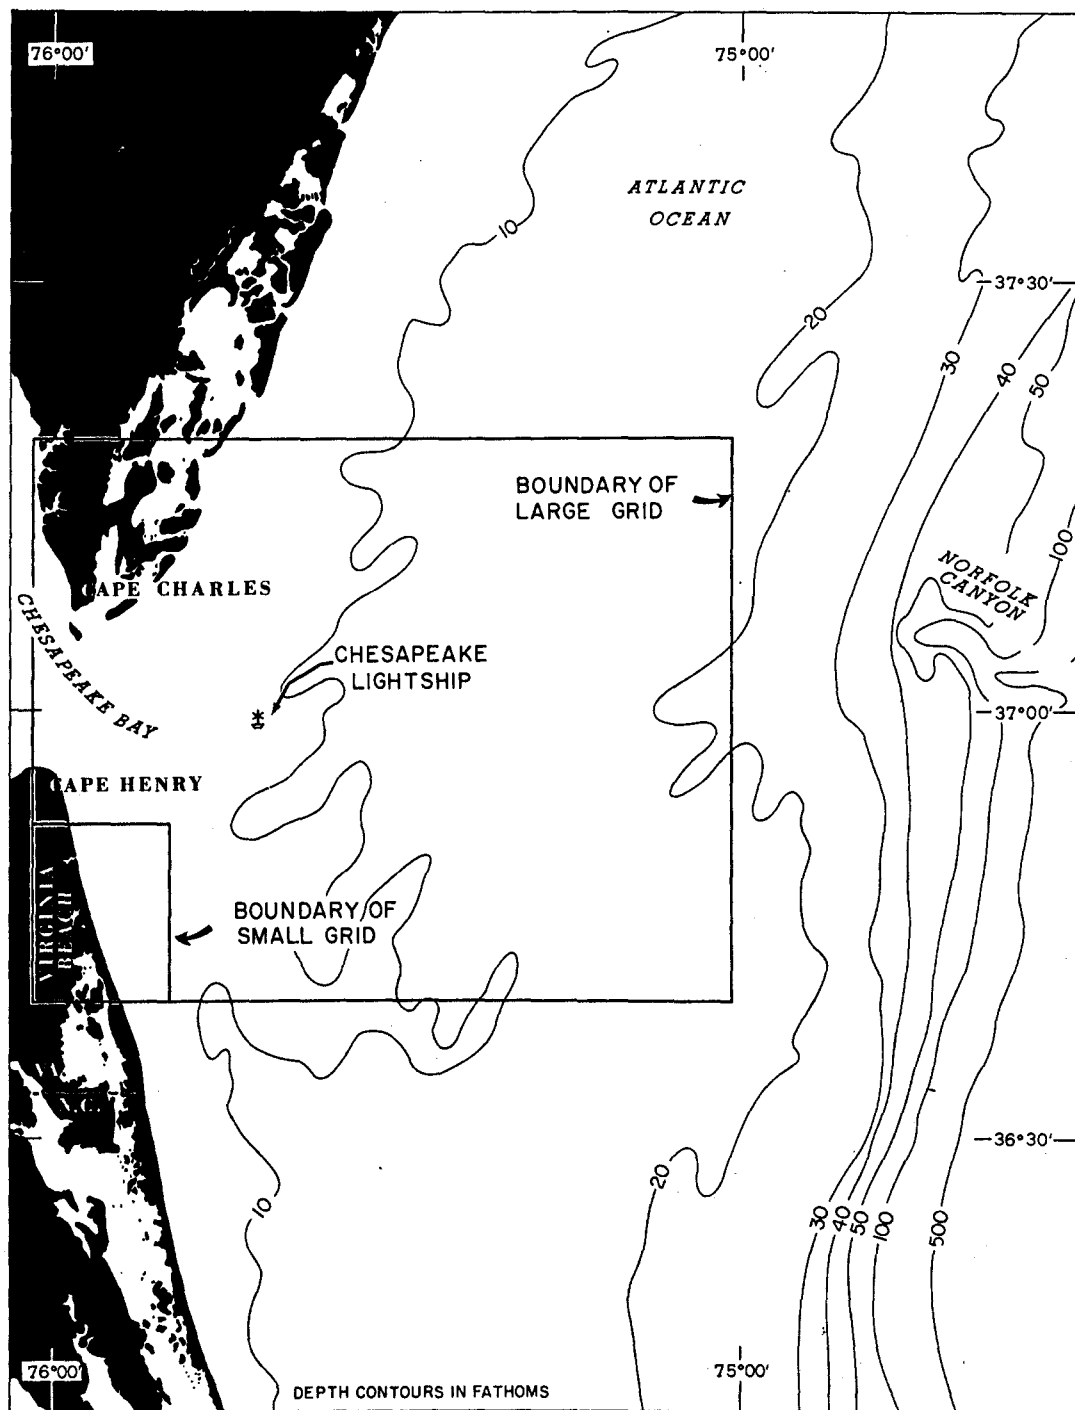 76°00'
75°00'
ATLANTIC
OCEAN
10
37°30'
20
30
40
50
BOUNDARY OF
LARGE GRID
100
NORFOLK
CANYON
CAPE CHARLES
CHESAPEAKE BAY
CHESAPEAKE
LIGHTSHIP
37°00'
CAPE HENRY
VIRGINIA
BEACH
BOUNDARY OF
SMALL GRID
36°30'
20
10
30
40
50
100
500
76°00'
75°00'
DEPTH CONTOURS IN FATHOMS